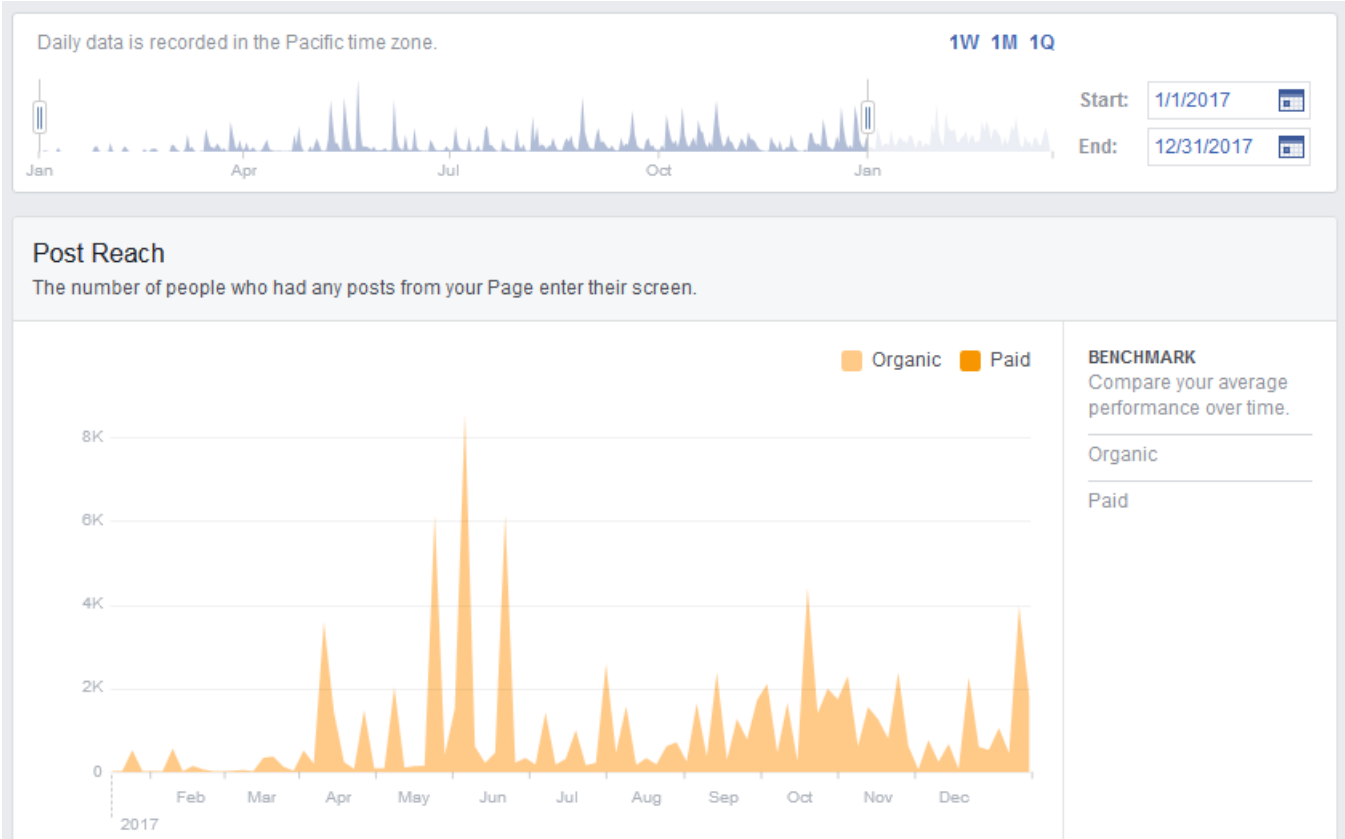 Daily data is recorded in the Pacific time zone.
1W 1M 1Q
Start: 1/1/2017
End: 12/31/2017
Jan Apr Jul Oct Jan
Post Reach
The number of people who had any posts from your Page enter their screen.
Organic Paid
8K
6K
4K
2K
0
Feb Mar Apr May Jun Jul Aug Sep Oct Nov Dec
2017
BENCHMARK
Compare your average
performance over time.
Organic
Paid